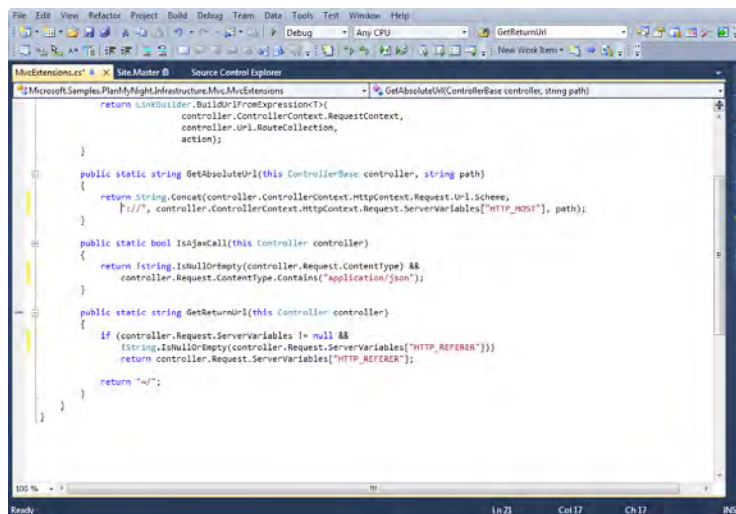 File Edit View Refactor Project Build Debug Team Data Tools Test Window Help
Debug Any CPU GetReturnUrl
New Work Item
MvcExtensions.cs* X Site.Master Source Control Explorer
Microsoft.Samples.PlanMyNight.Infrastructure.Mvc.MvcExtensions GetAbsoluteUrl(ControllerBase controller, string path)
return LinkBuilder.BuildUrlFromExpression<T>(
controller.ControllerContext.RequestContext,
controller.Url.RouteCollection,
action);
}
public static string GetAbsoluteUrl(this ControllerBase controller, string path)
{
return String.Concat(controller.ControllerContext.HttpContext.Request.Url.Scheme,
"://", controller.ControllerContext.HttpContext.Request.ServerVariables["HTTP_HOST"], path);
}
public static bool IsAjaxCall(this Controller controller)
{
return !string.IsNullOrEmpty(controller.Request.ContentType) &&
controller.Request.ContentType.Contains("application/json");
}
public static string GetReturnUrl(this Controller controller)
{
if (controller.Request.ServerVariables != null &&
!String.IsNullOrEmpty(controller.Request.ServerVariables["HTTP_REFERER"]))
return controller.Request.ServerVariables["HTTP_REFERER"];
return "~/";
}
}
}
100 %
Ready Ln 21 Col 17 Ch 17 INS